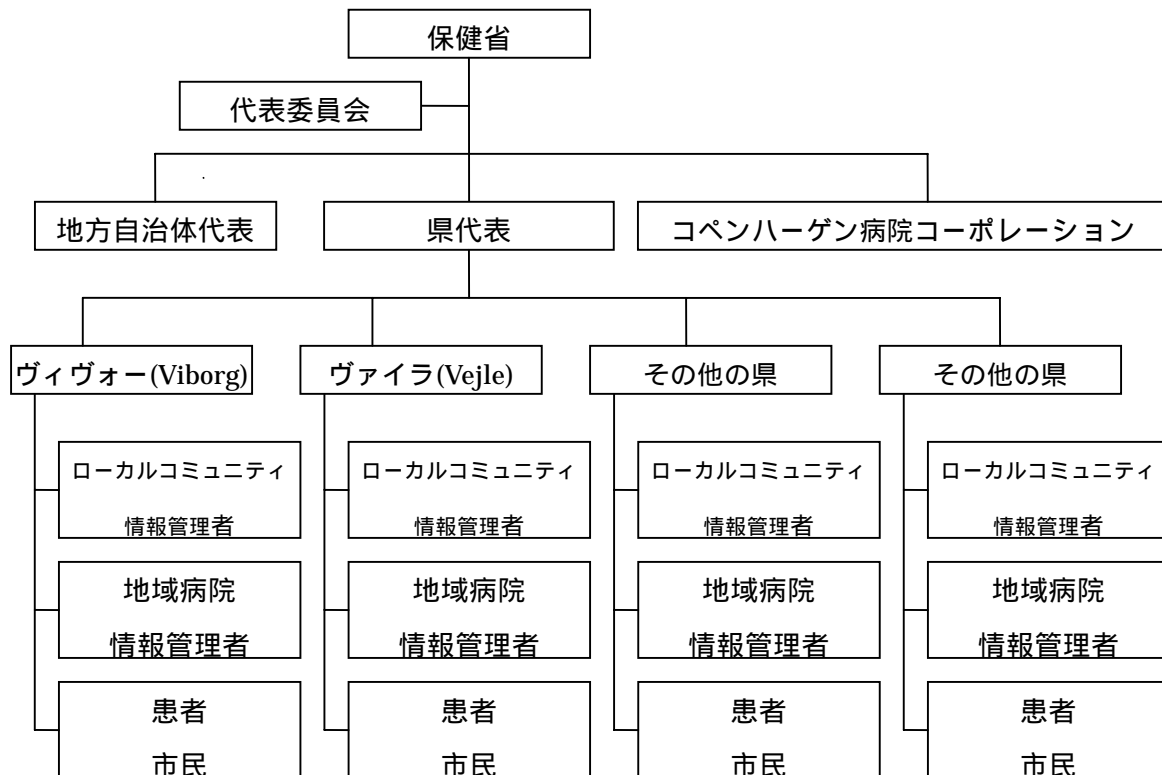 保健省
代表委員会
地方自治体代表
県代表
コペンハーゲン病院コーポレーション
ヴィヴォー(Viborg)
ヴァイラ(Vejle)
その他の県
その他の県
ローカルコミュニティ
情報管理者
ローカルコミュニティ
情報管理者
ローカルコミュニティ
情報管理者
ローカルコミュニティ
情報管理者
地域病院
情報管理者
地域病院
情報管理者
地域病院
情報管理者
地域病院
情報管理者
患者
市民
患者
市民
患者
市民
患者
市民